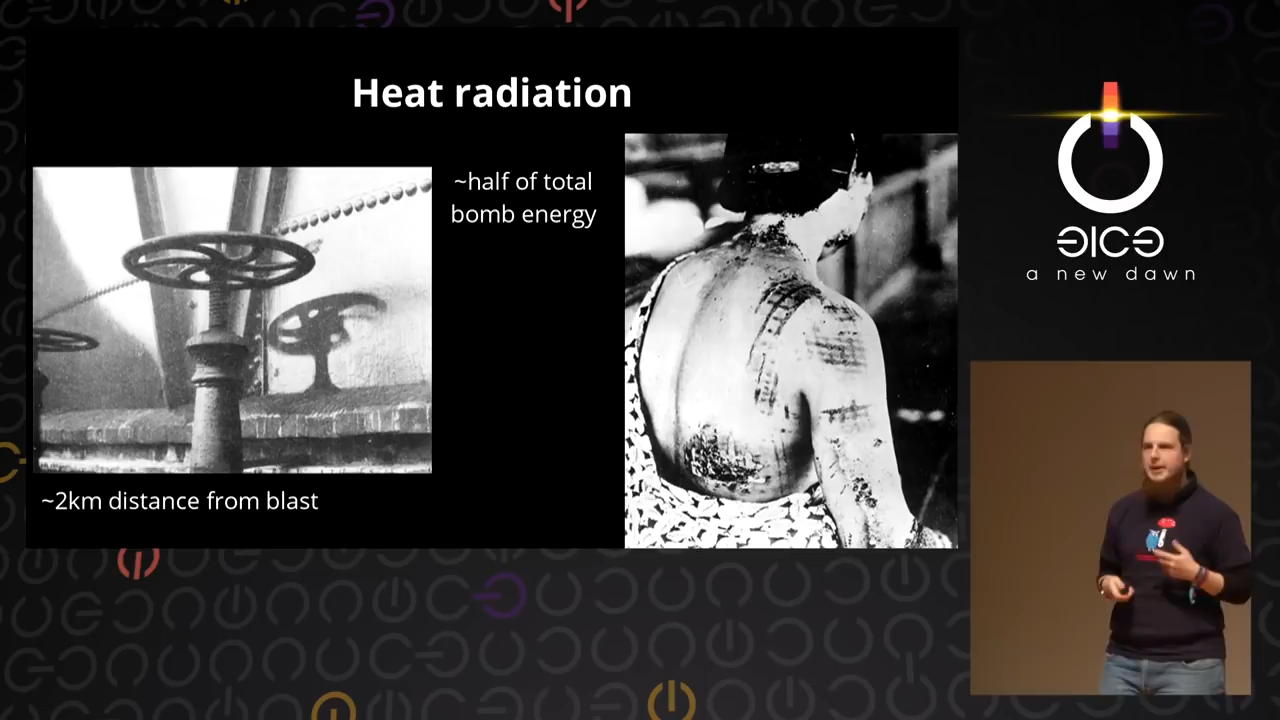 Heat radiation
~half of total
bomb energy
~2km distance from blast
a new dawn